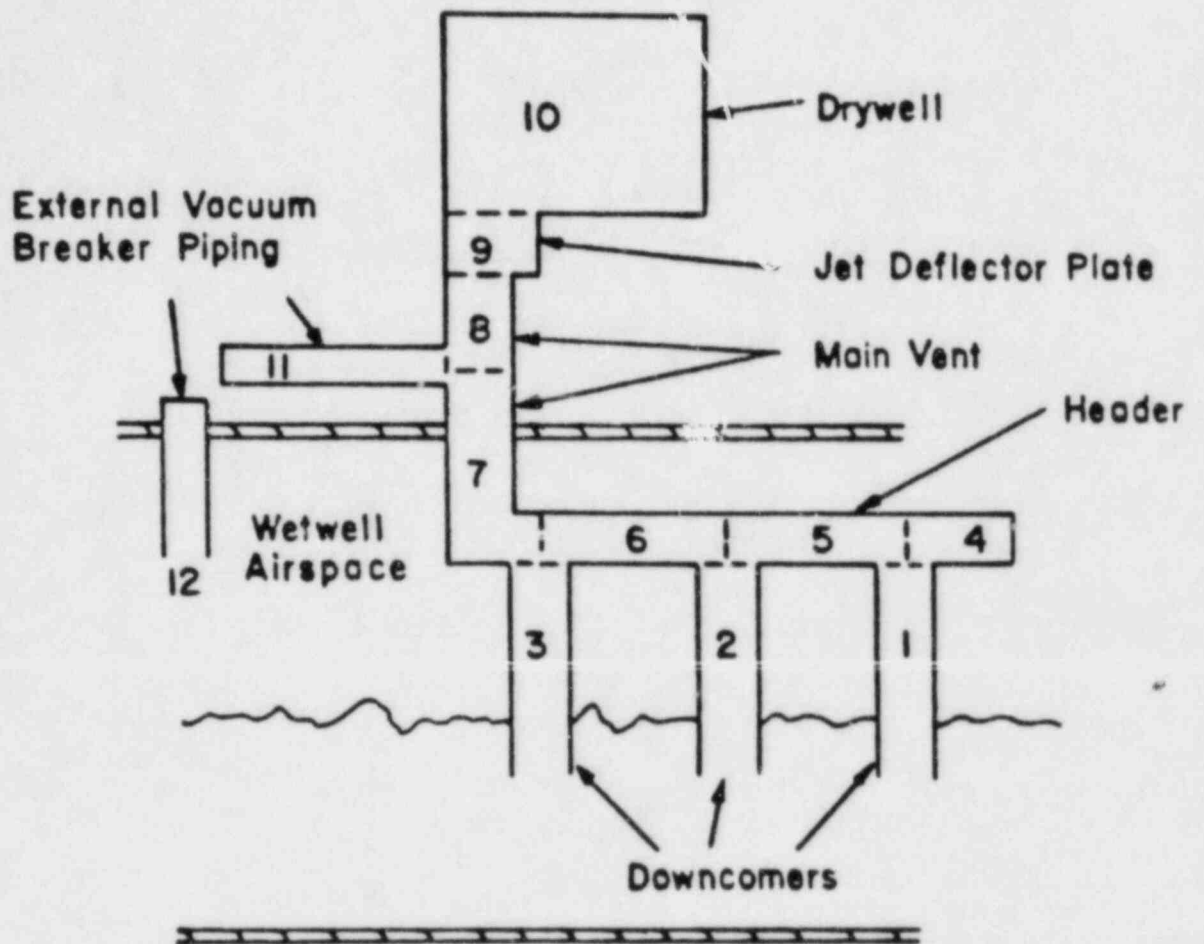 10
Drywell
External Vacuum
Breaker Piping
9
Jet Deflector Plate
8
11
Main Vent
Header
7
Wetwell
Airspace
6
5
4
12
3
2
1
Downcomers